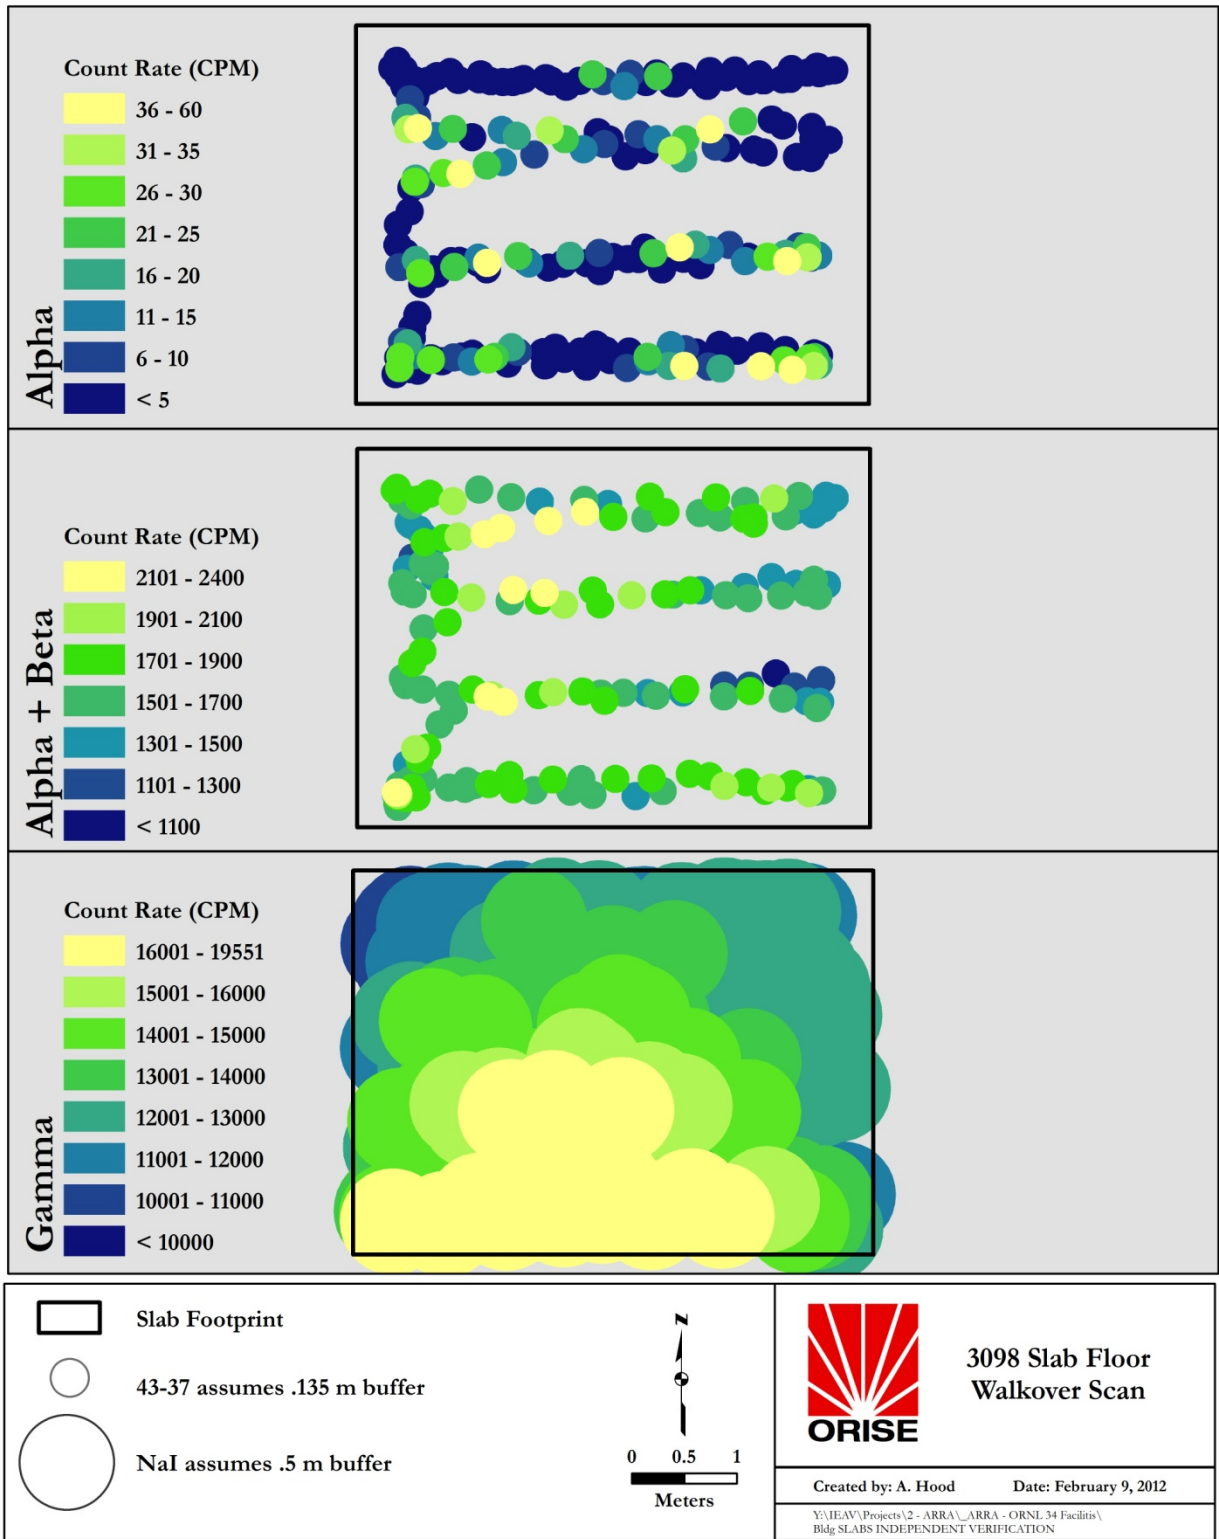 Count Rate (CPM)
36 - 60
31 - 35
26 - 30
21 - 25
16 - 20
11 - 15
6 - 10
< 5
Alpha
Count Rate (CPM)
2101 - 2400
1901 - 2100
1701 - 1900
1501 - 1700
1301 - 1500
1101 - 1300
< 1100
Alpha + Beta
Count Rate (CPM)
16001 - 19551
15001 - 16000
14001 - 15000
13001 - 14000
12001 - 13000
11001 - 12000
10001 - 11000
< 10000
Gamma
Slab Footprint
43-37 assumes .135 m buffer
NaI assumes .5 m buffer
N
0 0.5 1
Meters
ORISE
3098 Slab Floor
Walkover Scan
Created by: A. Hood Date: February 9, 2012
Y:\IEAV\Projects\2 - ARRA\_ARRA - ORNL 34 Facilitis\
Bldg SLABS INDEPENDENT VERIFICATION